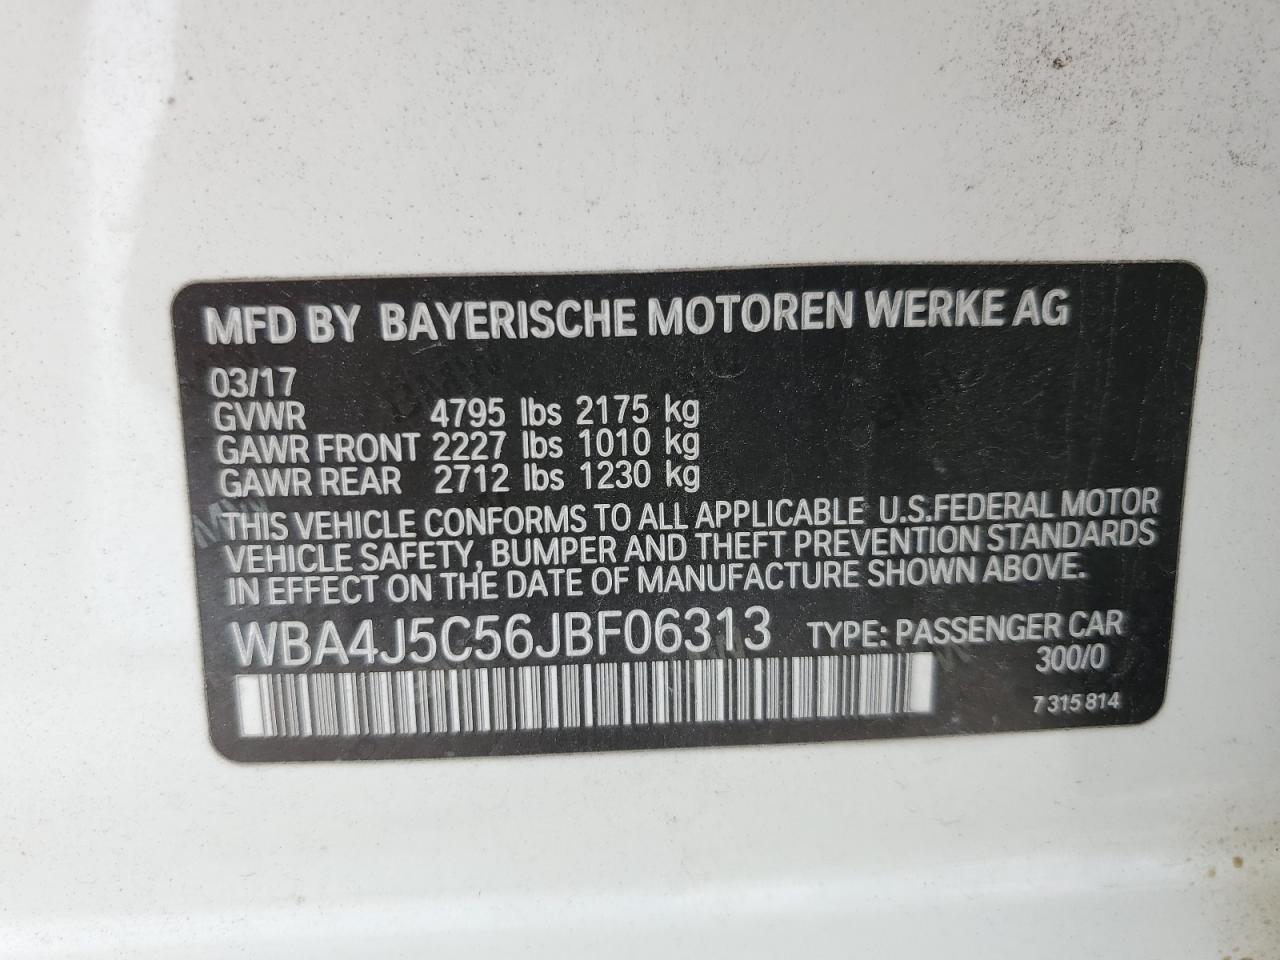 MFD BY BAYERISCHE MOTOREN WERKE AG
03/17
GVWR 4795 lbs 2175 kg
GAWR FRONT 2227 lbs 1010 kg
GAWR REAR 2712 lbs 1230 kg
THIS VEHICLE CONFORMS TO ALL APPLICABLE U.S.FEDERAL MOTOR
VEHICLE SAFETY, BUMPER AND THEFT PREVENTION STANDARDS
IN EFFECT ON THE DATE OF MANUFACTURE SHOWN ABOVE.
WBA4J5C56JBF06313 TYPE: PASSENGER CAR
300/0
7 315 814